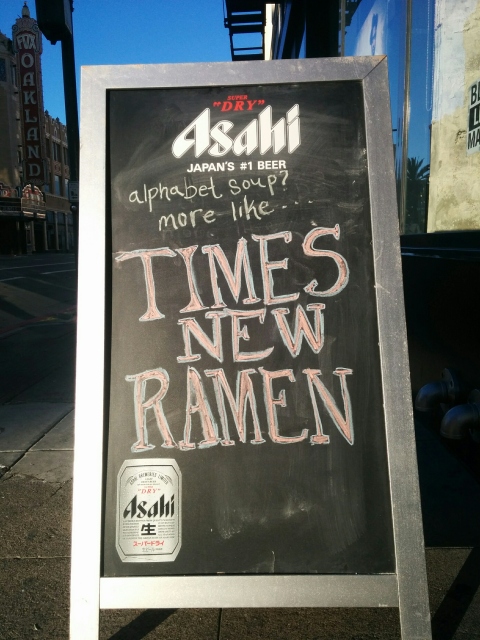 FOX
OAKLAND
SUPER
"DRY"
Asahi
JAPAN'S #1 BEER
alphabet soup?
more like...
TIMES
NEW
RAMEN
"DRY"
Asahi
生
スーパードライ